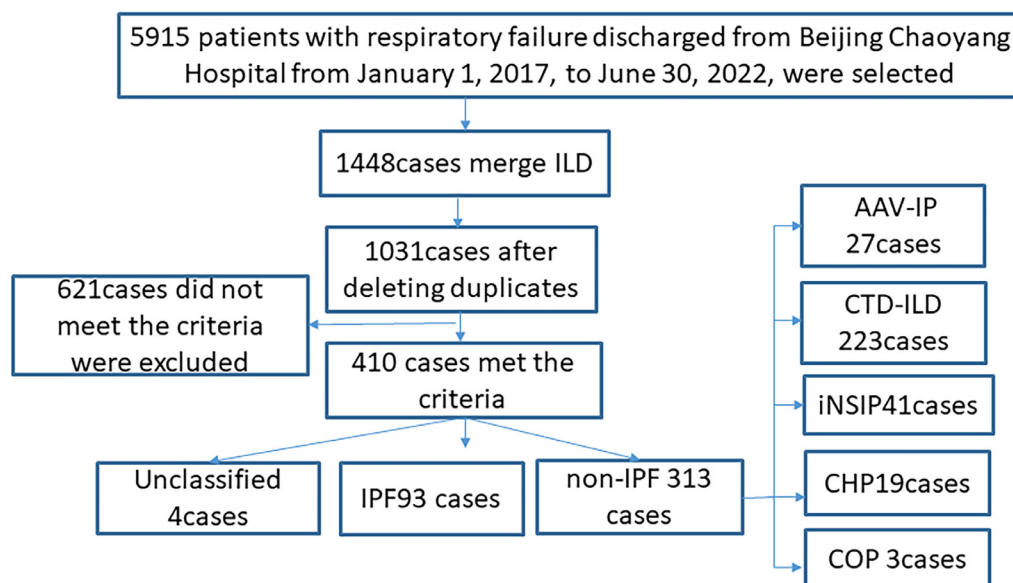 5915 patients with respiratory failure discharged from Beijing Chaoyang
Hospital from January 1, 2017, to June 30, 2022, were selected
1448cases merge ILD
1031cases after
deleting duplicates
621cases did not
meet the criteria
were excluded
410 cases met the
criteria
Unclassified
4cases
IPF93 cases
non-IPF 313
cases
AAV-IP
27cases
CTD-ILD
223cases
iNSIP41cases
CHP19cases
COP 3cases